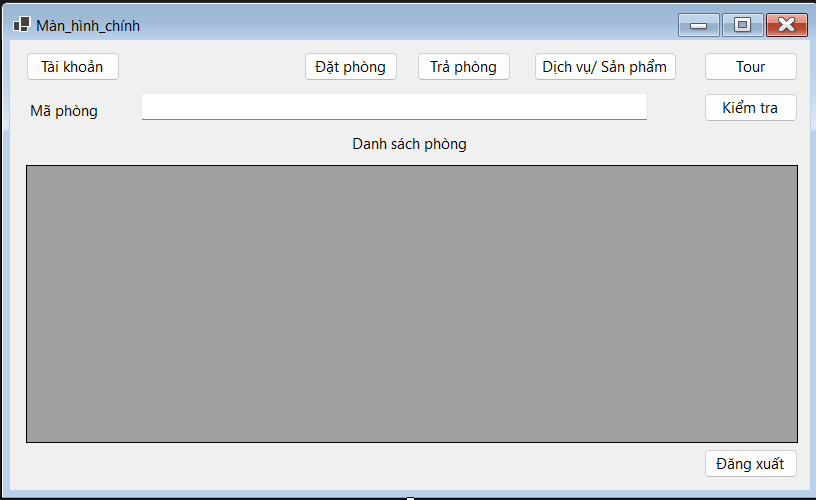 Màn_hình_chính
Tài khoản Đặt phòng Trả phòng Dịch vụ/ Sản phẩm Tour
Mã phòng Kiểm tra
Danh sách phòng
Đăng xuất